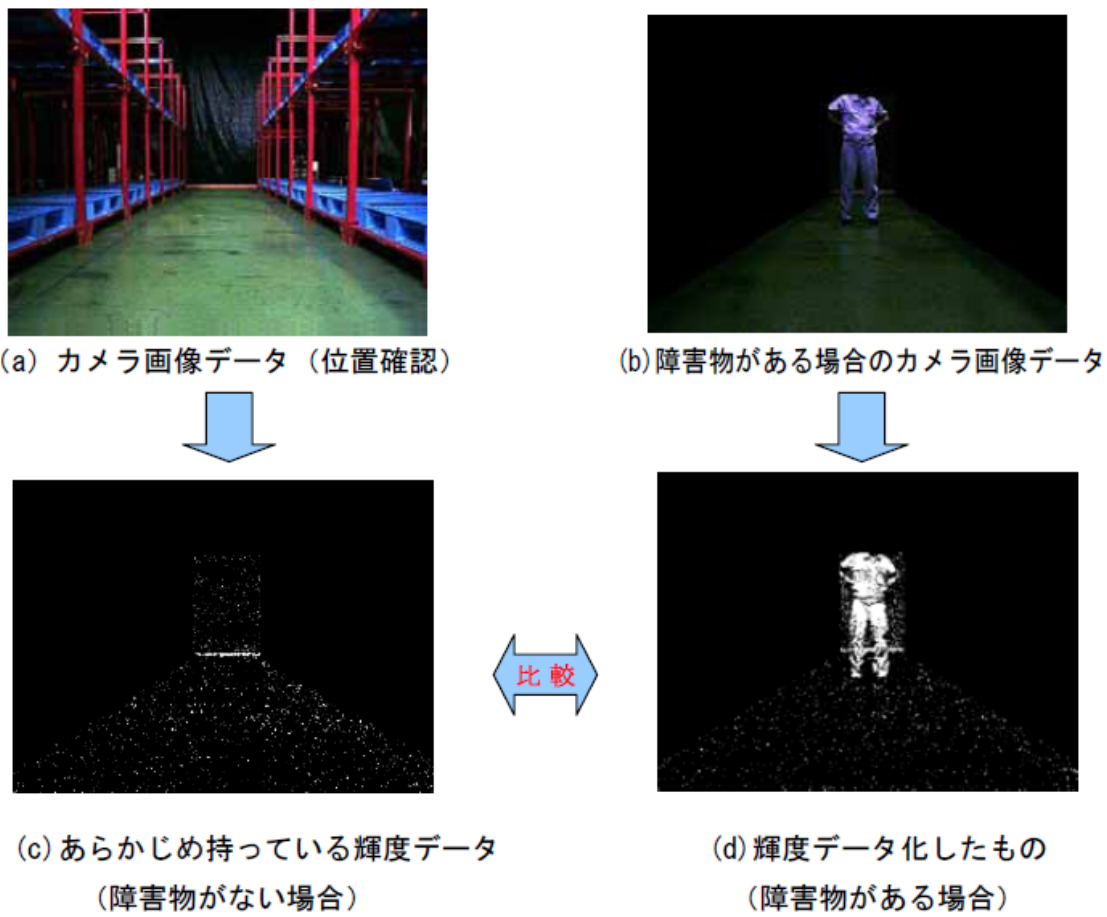 (a) カメラ画像データ（位置確認）
(b)障害物がある場合のカメラ画像データ
比較
(c)あらかじめ持っている輝度データ
（障害物がない場合）
(d)輝度データ化したもの
（障害物がある場合）